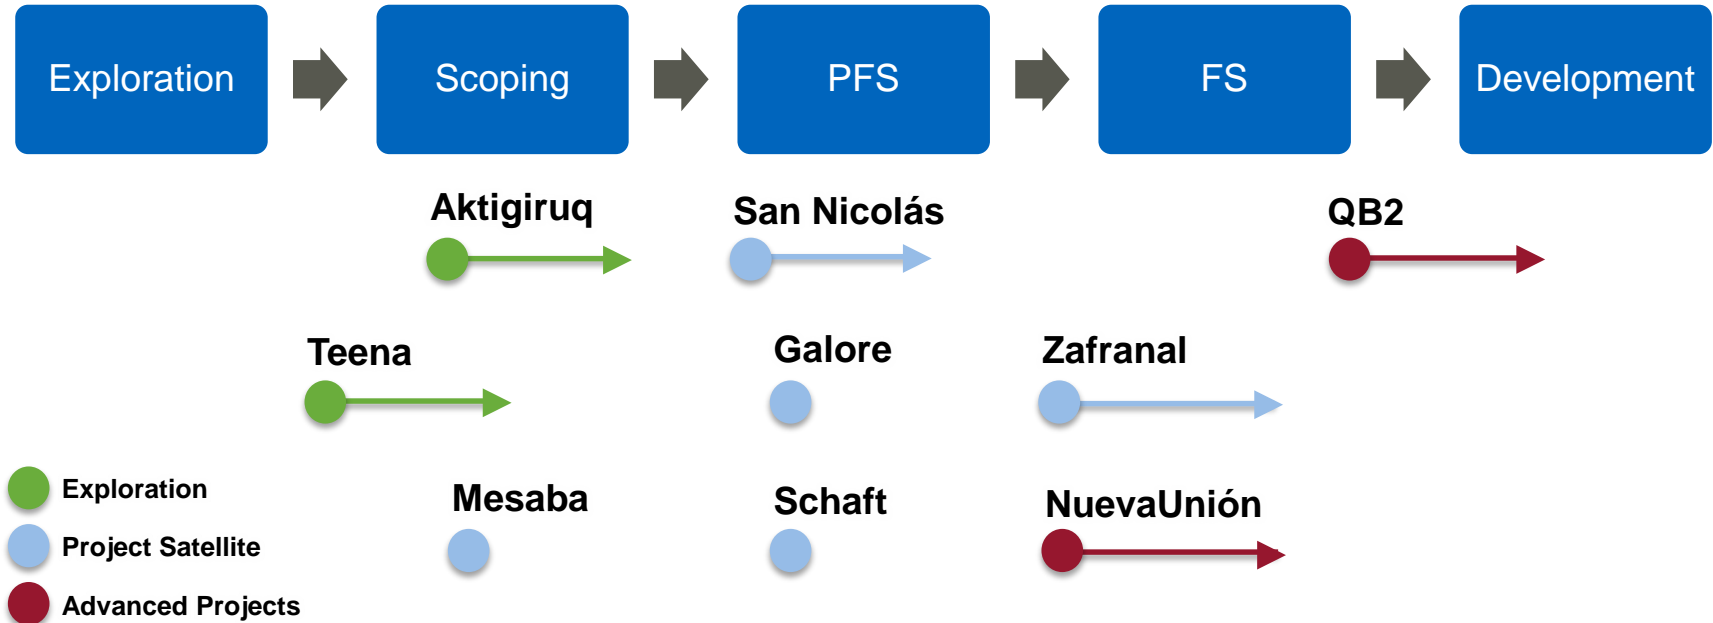 Exploration
Scoping
PFS
FS
Development
Aktigiruq
San Nicolás
QB2
Teena
Galore
Zafranal
Mesaba
Schaft
NuevaUnión
Exploration
Project Satellite
Advanced Projects